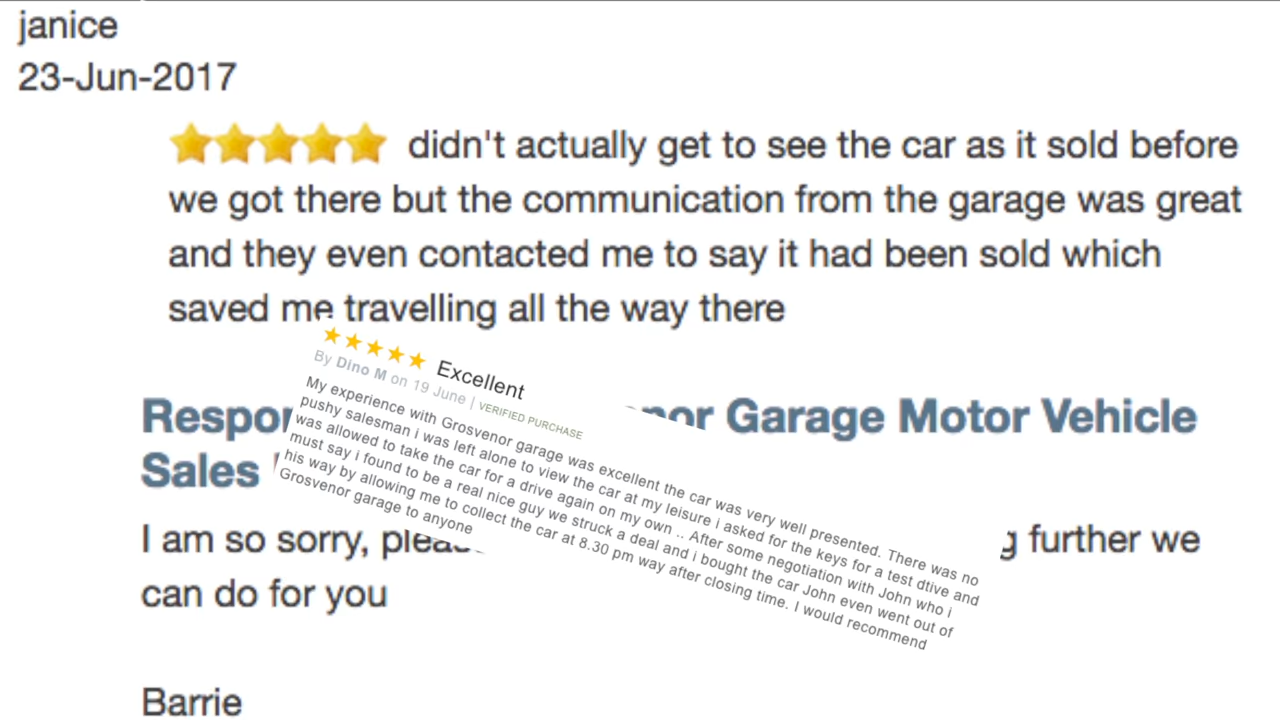 janice
23-Jun-2017
didn't actually get to see the car as it sold before
we got there but the communication from the garage was great
and they even contacted me to say it had been sold which
saved me travelling all the way there
Excellent
By Dino M on 19 June | VERIFIED PURCHASE
My experience with Grosvenor garage was excellent the car was very well presented. There was no
pushy salesman i was left alone to view the car at my leisure i asked for the keys for a test dtive and
was allowed to take the car for a drive again on my own .. After some negotiation with John who i
must say i found to be a real nice guy we struck a deal and i bought the car John even went out of
his way by allowing me to collect the car at 8.30 pm way after closing time. I would recommend
Grosvenor garage to anyone
Garage Motor Vehicle
Sales
I am so sorry, further we
can do for you
Barrie